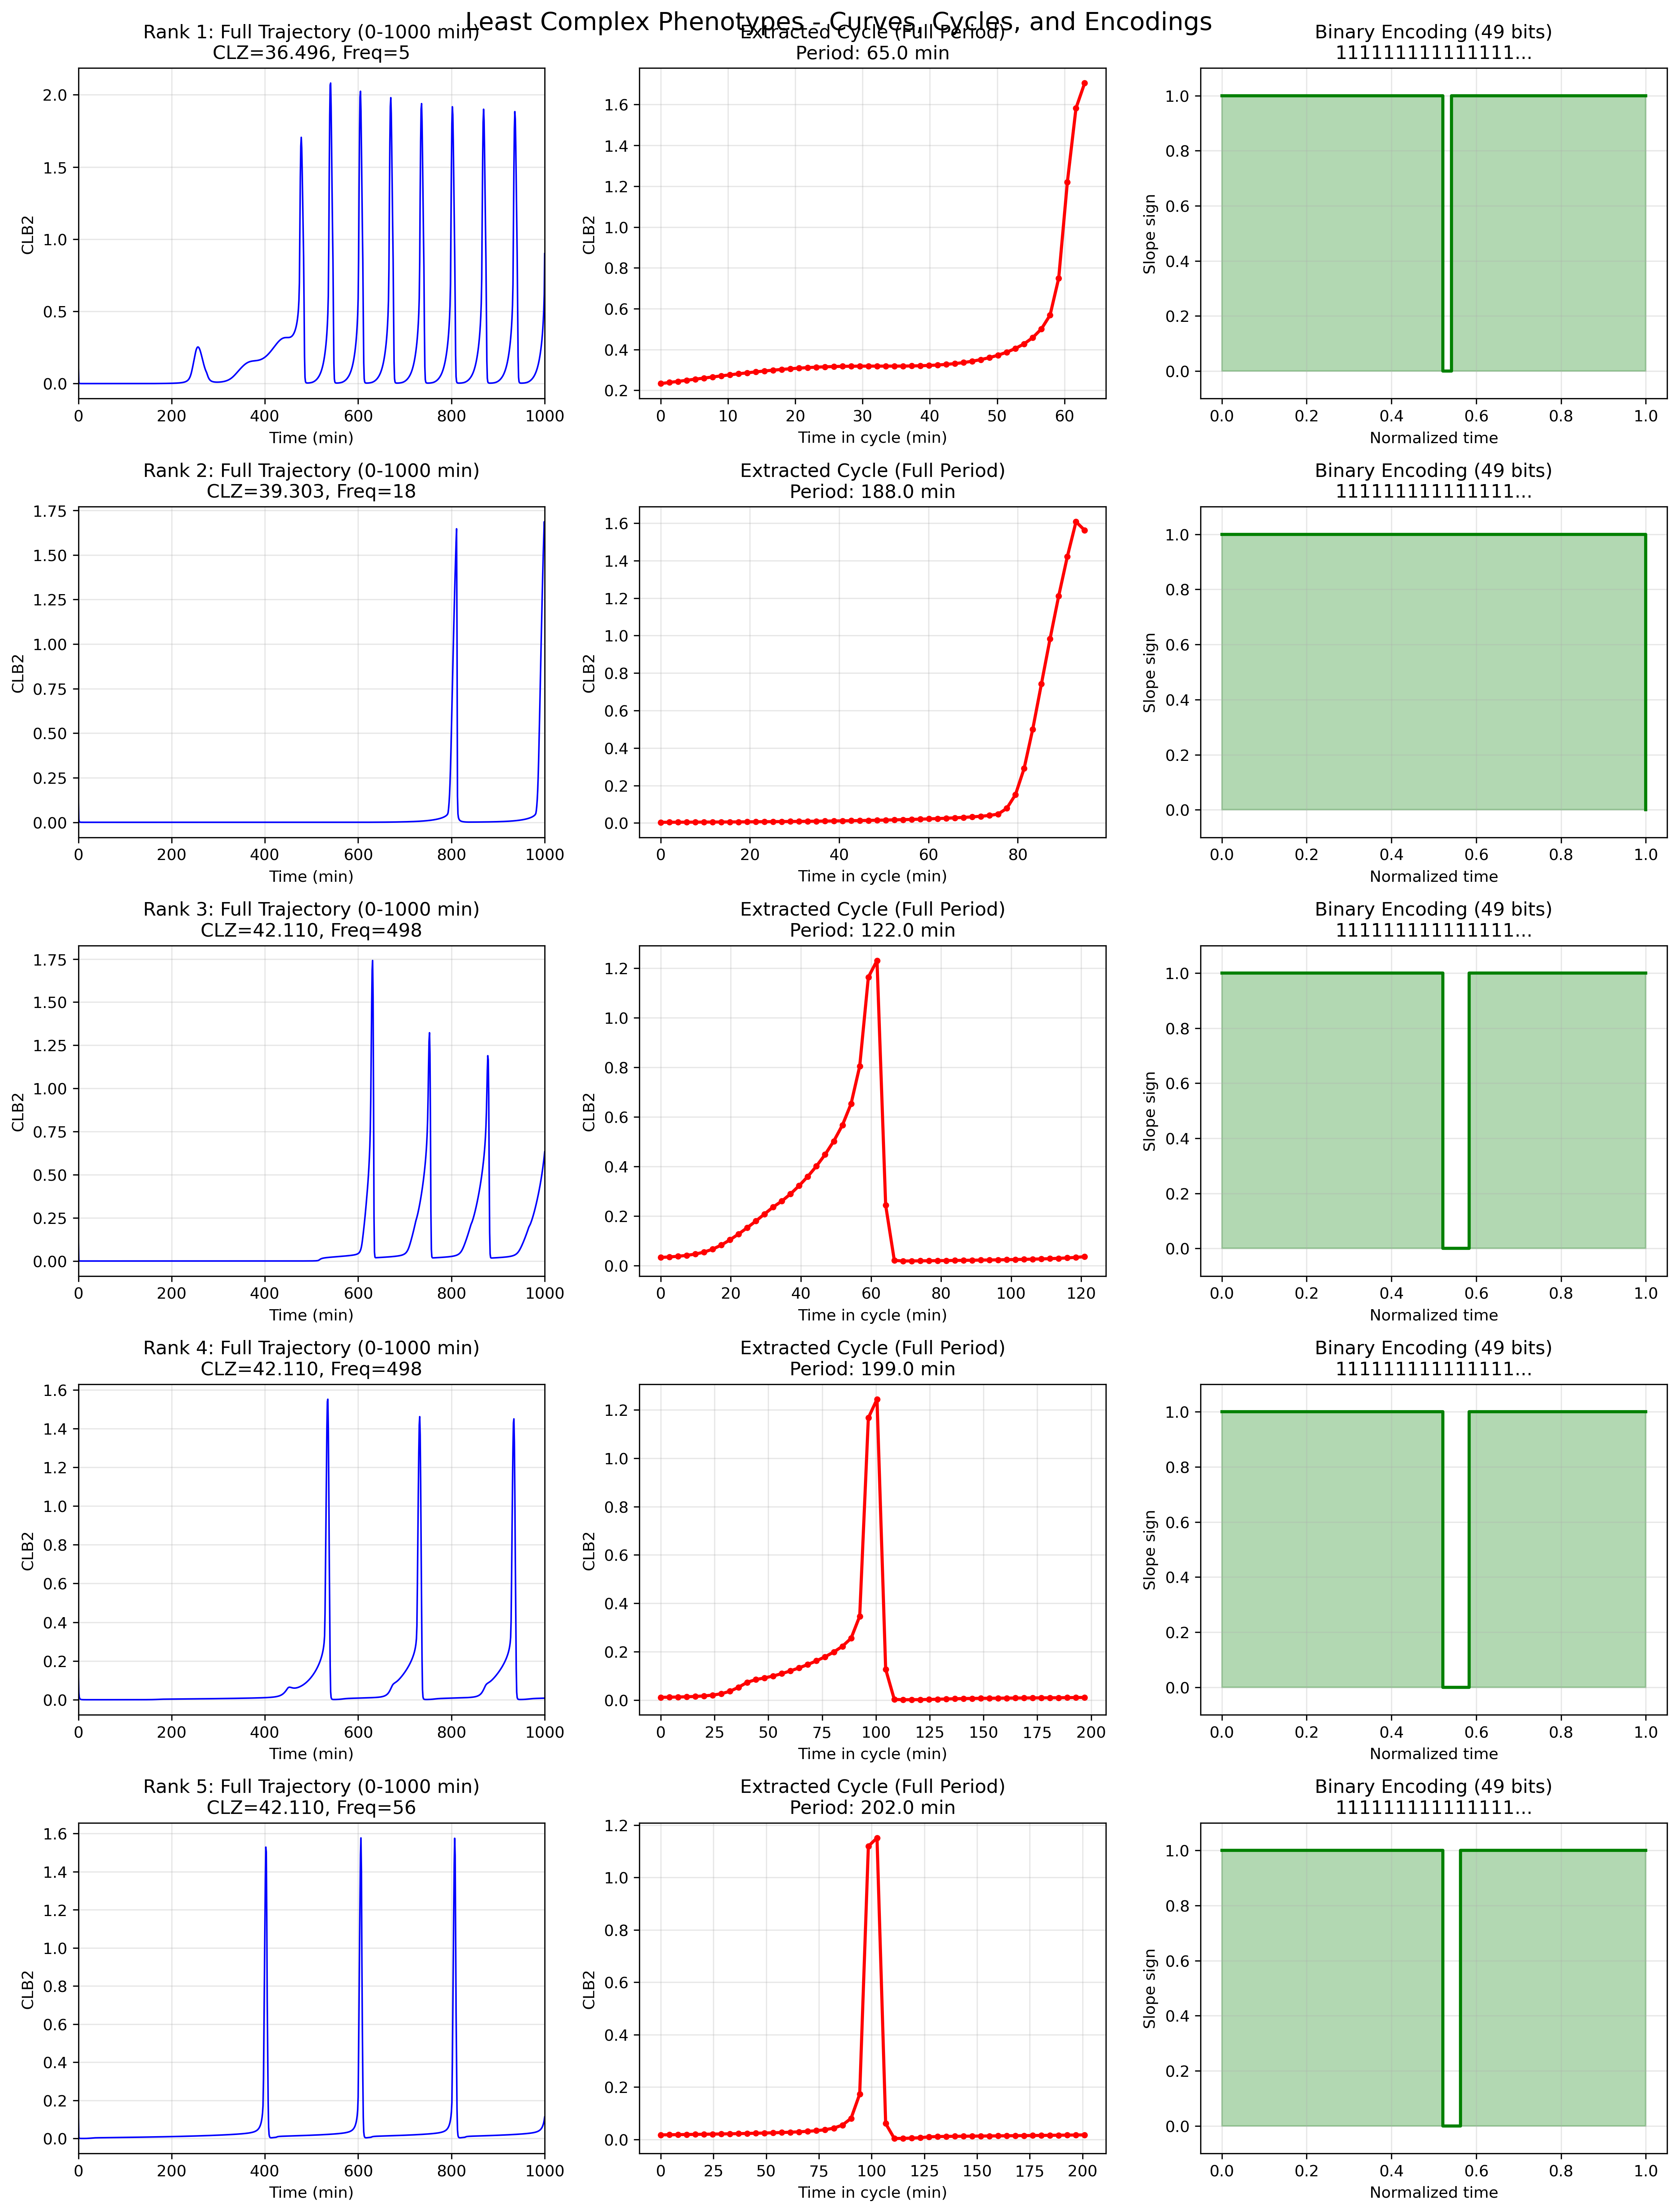 Least Complex Phenotypes - Curves, Cycles, and Encodings
Rank 1: Full Trajectory (0-1000 min)
CLZ=36.496, Freq=5
2.0
1.5
1.0
0.5
0.0
CLB2
0 200 400 600 800 1000
Time (min)
Extracted Cycle (Full Period)
Period: 65.0 min
1.6
1.4
1.2
1.0
0.8
0.6
0.4
0.2
CLB2
0 10 20 30 40 50 60
Time in cycle (min)
Binary Encoding (49 bits)
111111111111111...
1.0
0.8
0.6
0.4
0.2
0.0
Slope sign
0.0 0.2 0.4 0.6 0.8 1.0
Normalized time
Rank 2: Full Trajectory (0-1000 min)
CLZ=39.303, Freq=18
1.75
1.50
1.25
1.00
0.75
0.50
0.25
0.00
CLB2
0 200 400 600 800 1000
Time (min)
Extracted Cycle (Full Period)
Period: 188.0 min
1.6
1.4
1.2
1.0
0.8
0.6
0.4
0.2
0.0
CLB2
0 20 40 60 80
Time in cycle (min)
Binary Encoding (49 bits)
111111111111111...
1.0
0.8
0.6
0.4
0.2
0.0
Slope sign
0.0 0.2 0.4 0.6 0.8 1.0
Normalized time
Rank 3: Full Trajectory (0-1000 min)
CLZ=42.110, Freq=498
1.75
1.50
1.25
1.00
0.75
0.50
0.25
0.00
CLB2
0 200 400 600 800 1000
Time (min)
Extracted Cycle (Full Period)
Period: 122.0 min
1.2
1.0
0.8
0.6
0.4
0.2
0.0
CLB2
0 20 40 60 80 100 120
Time in cycle (min)
Binary Encoding (49 bits)
111111111111111...
1.0
0.8
0.6
0.4
0.2
0.0
Slope sign
0.0 0.2 0.4 0.6 0.8 1.0
Normalized time
Rank 4: Full Trajectory (0-1000 min)
CLZ=42.110, Freq=498
1.6
1.4
1.2
1.0
0.8
0.6
0.4
0.2
0.0
CLB2
0 200 400 600 800 1000
Time (min)
Extracted Cycle (Full Period)
Period: 199.0 min
1.2
1.0
0.8
0.6
0.4
0.2
0.0
CLB2
0 25 50 75 100 125 150 175 200
Time in cycle (min)
Binary Encoding (49 bits)
111111111111111...
1.0
0.8
0.6
0.4
0.2
0.0
Slope sign
0.0 0.2 0.4 0.6 0.8 1.0
Normalized time
Rank 5: Full Trajectory (0-1000 min)
CLZ=42.110, Freq=56
1.6
1.4
1.2
1.0
0.8
0.6
0.4
0.2
0.0
CLB2
0 200 400 600 800 1000
Time (min)
Extracted Cycle (Full Period)
Period: 202.0 min
1.2
1.0
0.8
0.6
0.4
0.2
0.0
CLB2
0 25 50 75 100 125 150 175 200
Time in cycle (min)
Binary Encoding (49 bits)
111111111111111...
1.0
0.8
0.6
0.4
0.2
0.0
Slope sign
0.0 0.2 0.4 0.6 0.8 1.0
Normalized time